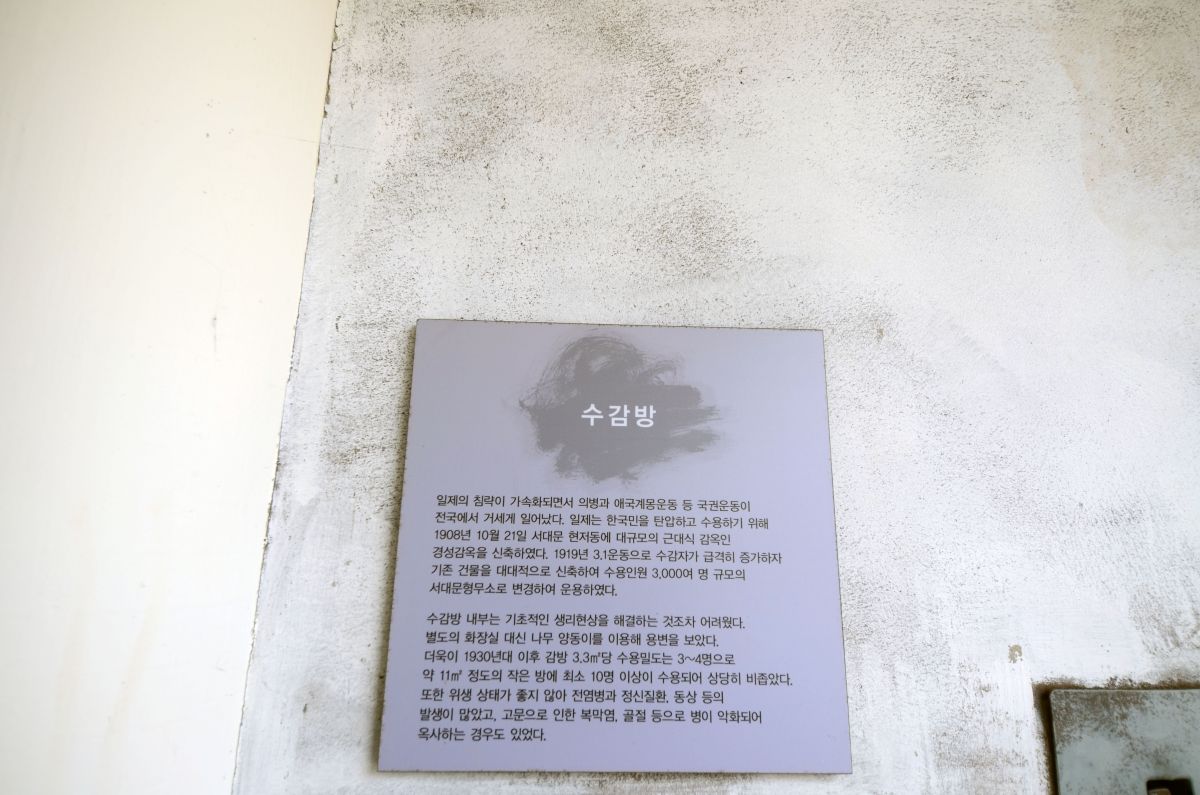 수감방
일제의 침략이 가속화되면서 의병과 애국계몽운동 등 국권운동이
전국에서 거세게 일어났다. 일제는 한국민을 탄압하고 수용하기 위해
1908년 10월 21일 서대문 현저동에 대규모의 근대식 감옥인
경성감옥을 신축하였다. 1919년 3.1운동으로 수감자가 급격히 증가하자
기존 건물을 대대적으로 신축하여 수용인원 3,000여 명 규모의
서대문형무소로 변경하여 운용하였다.
수감방 내부는 기초적인 생리현상을 해결하는 것조차 어려웠다.
별도의 화장실 대신 나무 양동이를 이용해 용변을 보았다.
더욱이 1930년대 이후 감방 3.3㎡당 수용밀도는 3~4명으로
약 11㎡ 정도의 작은 방에 최소 10명 이상이 수용되어 상당히 비좁았다.
또한 위생 상태가 좋지 않아 전염병과 정신질환, 동상 등의
발생이 많았고, 고문으로 인한 복막염, 골절 등으로 병이 악화되어
옥사하는 경우도 있었다.